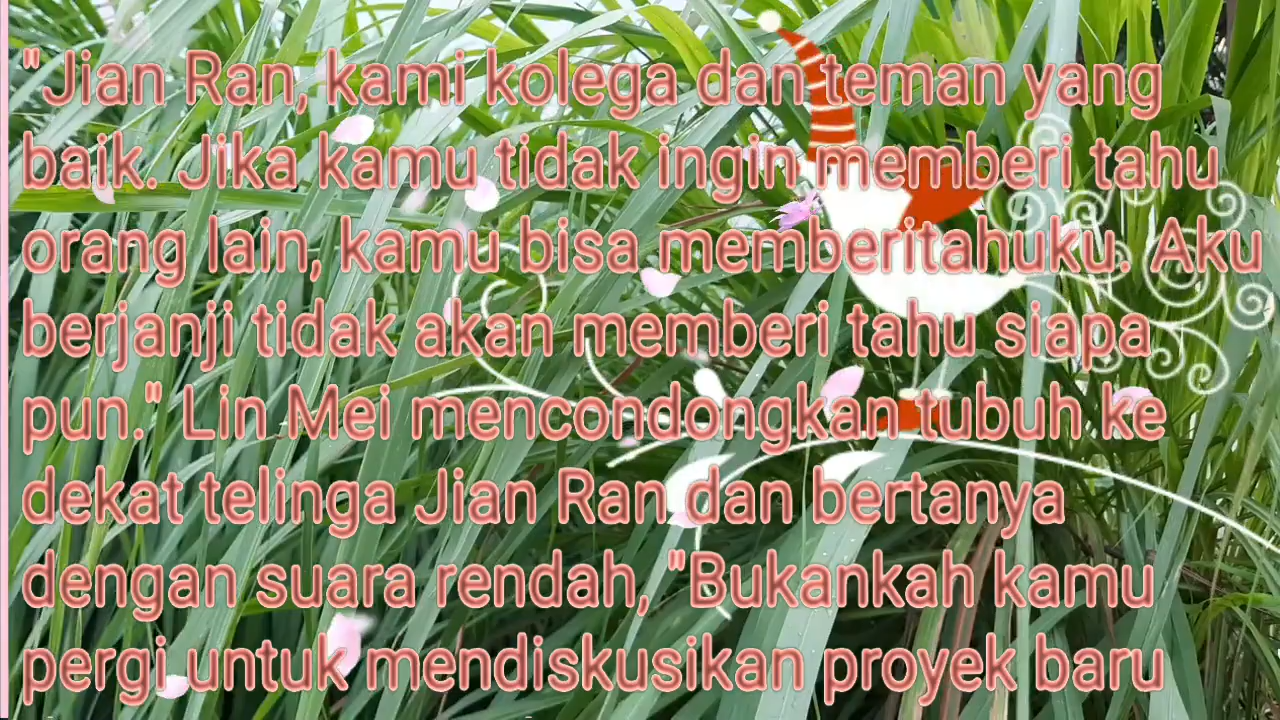 "Jian Ran, kami kolega dan teman yang
baik. Jika kamu tidak ingin memberi tahu
orang lain, kamu bisa memberitahuku. Aku
berjanji tidak akan memberi tahu siapa
pun." Lin Mei mencondongkan tubuh ke
dekat telinga Jian Ran dan bertanya
dengan suara rendah, "Bukankah kamu
pergi untuk mendiskusikan proyek baru